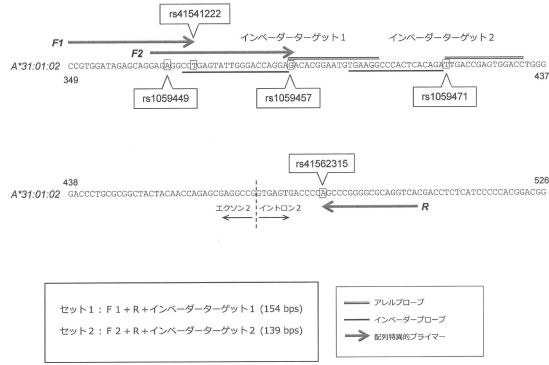 rs41541222
F1
F2
インベーダーターゲット1
インベーダーターゲット2
A*31:01:02 CCGTGGATAGAGCAGGAGAGGCCTGAGTATTGGGACCAGGAGACACGGAATGTGAAGGCCCACTCACAGATTGACCGAGTGGACCTGGG
349
437
rs1059449
rs1059457
rs1059471
rs41562315
438
526
A*31:01:02 GACCCTGCGCGGCTACTACAACCAGAGCGAGGCCGGTGAGTGACCCCAGCCCGGGGCGCAGGTCACGACCTCTCATCCCCCACGGACGG
エクソン2
イントロン2
R
セット1：F1＋R＋インベーダーターゲット1 (154 bps)
セット2：F2＋R＋インベーダーターゲット2 (139 bps)
アレルプローブ
インベーダープローブ
配列特異的プライマー